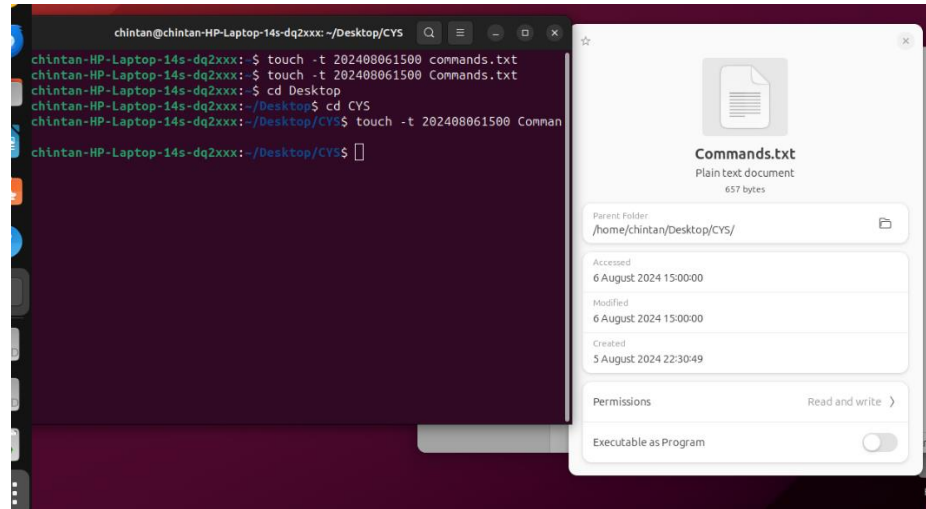 chintan@chintan-HP-Laptop-14s-dq2xxx: ~/Desktop/CYS
chintan-HP-Laptop-14s-dq2xxx:~$ touch -t 202408061500 commands.txt
chintan-HP-Laptop-14s-dq2xxx:~$ touch -t 202408061500 Commands.txt
chintan-HP-Laptop-14s-dq2xxx:~$ cd Desktop
chintan-HP-Laptop-14s-dq2xxx:~/Desktop$ cd CYS
chintan-HP-Laptop-14s-dq2xxx:~/Desktop/CYS$ touch -t 202408061500 Comman
chintan-HP-Laptop-14s-dq2xxx:~/Desktop/CYS$
Commands.txt
Plain text document
657 bytes
Parent Folder
/home/chintan/Desktop/CYS/
Accessed
6 August 2024 15:00:00
Modified
6 August 2024 15:00:00
Created
5 August 2024 22:30:49
Permissions
Read and write
Executable as Program